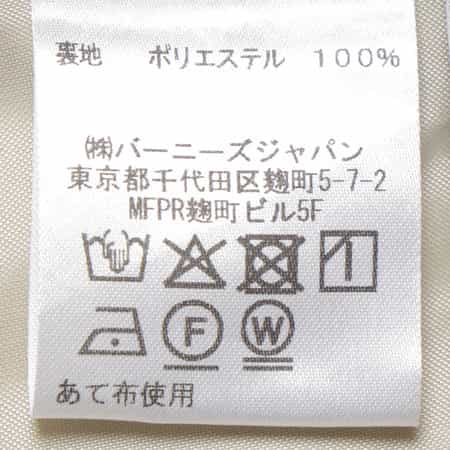 裏地 ポリエステル 100%
㈱バーニーズジャパン
東京都千代田区麹町5-7-2
MFPR麹町ビル5F
F W
あて布使用